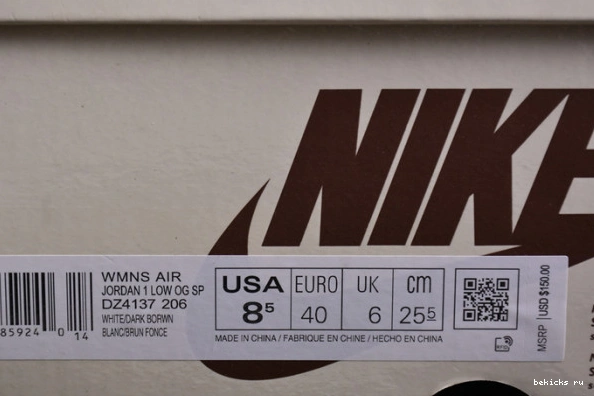 NIKE
WMNS AIR
JORDAN 1 LOW OG SP
DZ4137 206
WHITE/DARK BORWN
BLANC/BRUN FONCE
85924 0 14
USA EURO UK cm
8⁵ 40 6 25⁵
MADE IN CHINA / FABRIQUE EN CHINE / HECHO EN CHINA
RFID
MSRP USD $150.00
bekicks ru